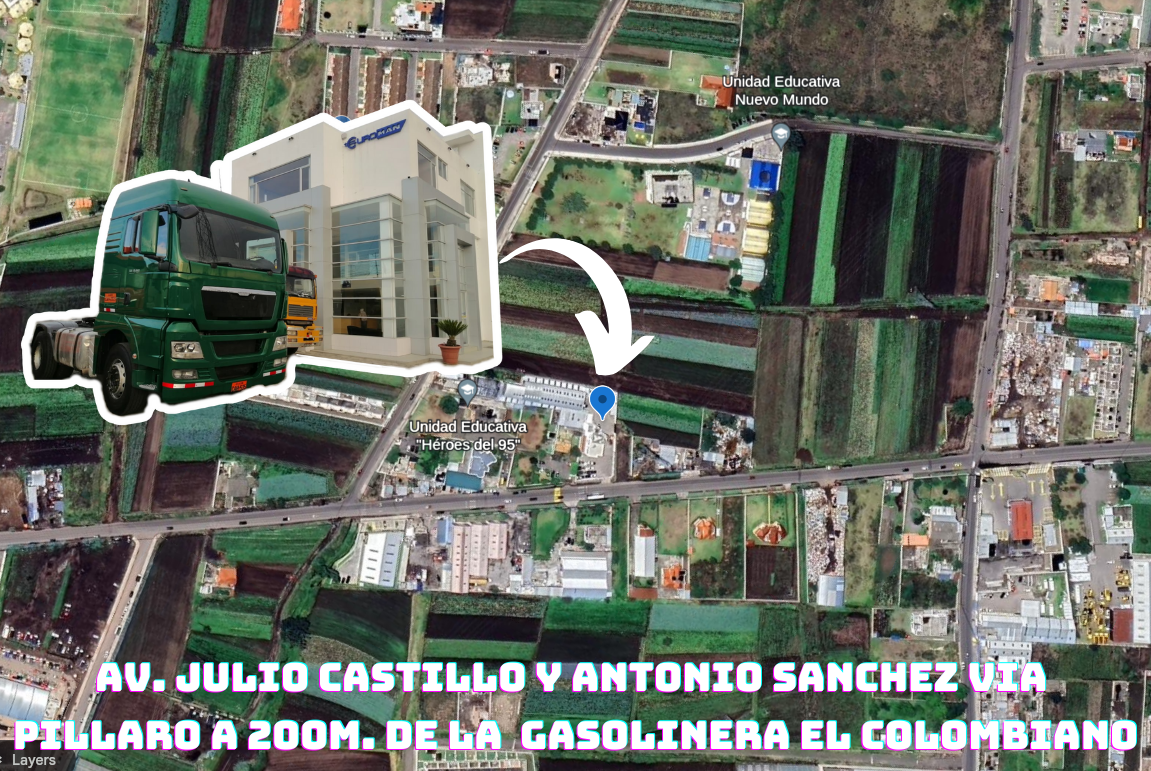 Unidad Educativa
Nuevo Mundo
EUROMAN
Unidad Educativa
"Héroes del 95"
AV. JULIO CASTILLO Y ANTONIO SANCHEZ VIA
PILLARO A 200M. DE LA GASOLINERA EL COLOMBIANO
Layers